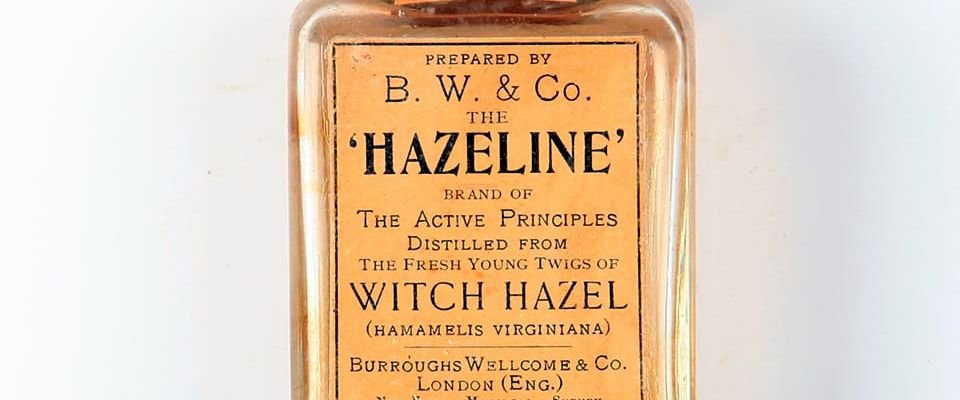 PREPARED BY
B. W. & Co.
THE
'HAZELINE'
BRAND OF
THE ACTIVE PRINCIPLES
DISTILLED FROM
THE FRESH YOUNG TWIGS OF
WITCH HAZEL
(HAMAMELIS VIRGINIANA)
BURROUGHS WELLCOME & Co.
LONDON (ENG.)